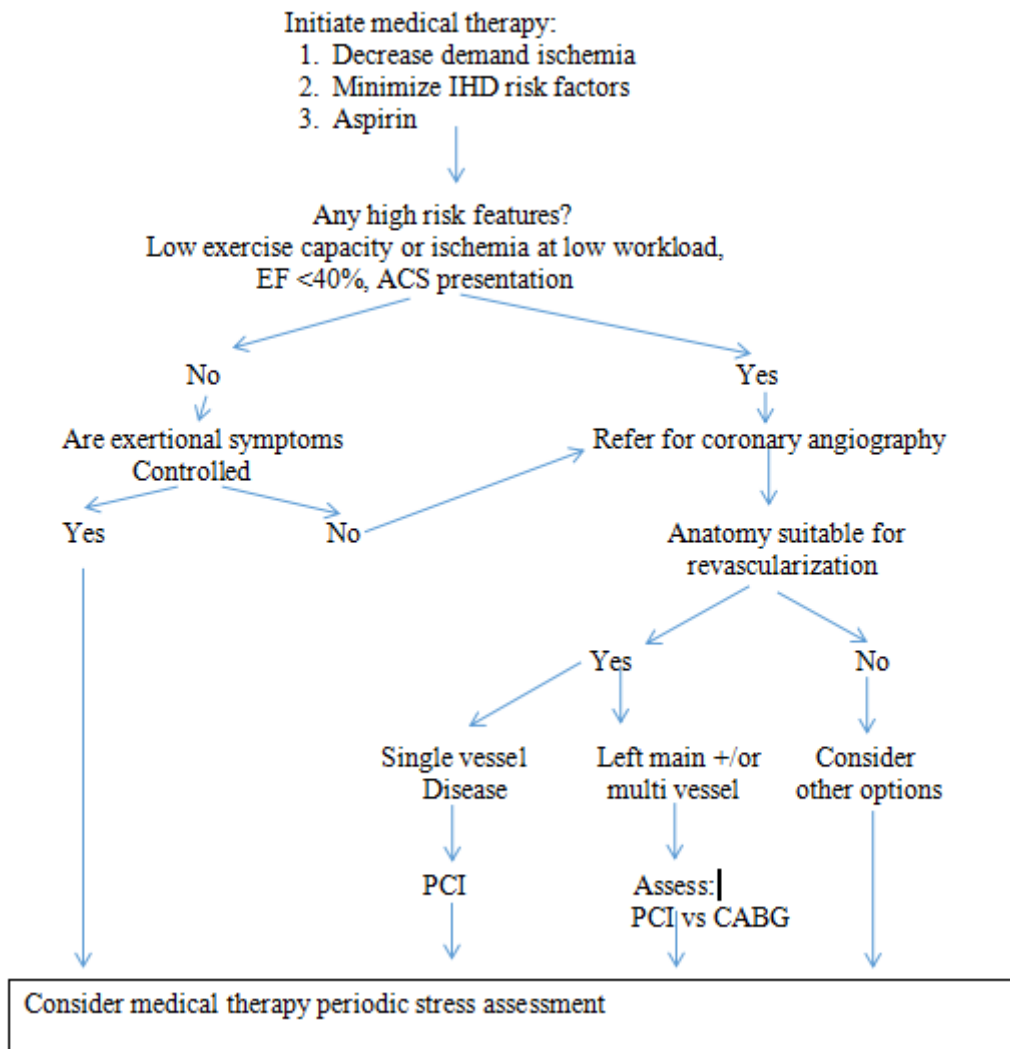 Initiate medical therapy:
1. Decrease demand ischemia
2. Minimize IHD risk factors
3. Aspirin
Any high risk features?
Low exercise capacity or ischemia at low workload,
EF <40%, ACS presentation
No
Yes
Are exertional symptoms
Controlled
Refer for coronary angiography
Yes
No
Anatomy suitable for
revascularization
Yes
No
Single vessel
Disease
Left main +/or
multi vessel
Consider
other options
PCI
Assess:
PCI vs CABG
Consider medical therapy periodic stress assessment